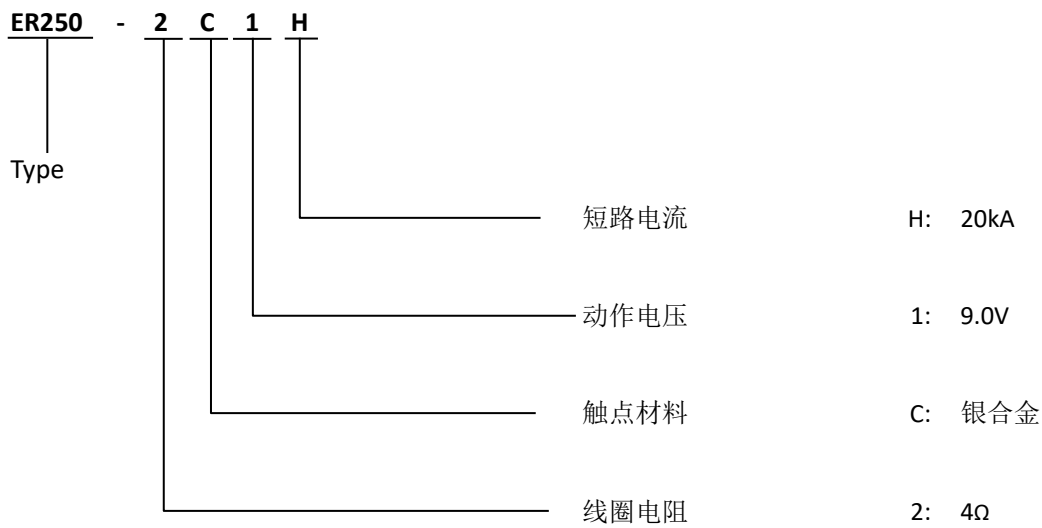 ER250 - 2 C 1 H
Type
短路电流 H: 20kA
动作电压 1: 9.0V
触点材料 C: 银合金
线圈电阻 2: 4Ω